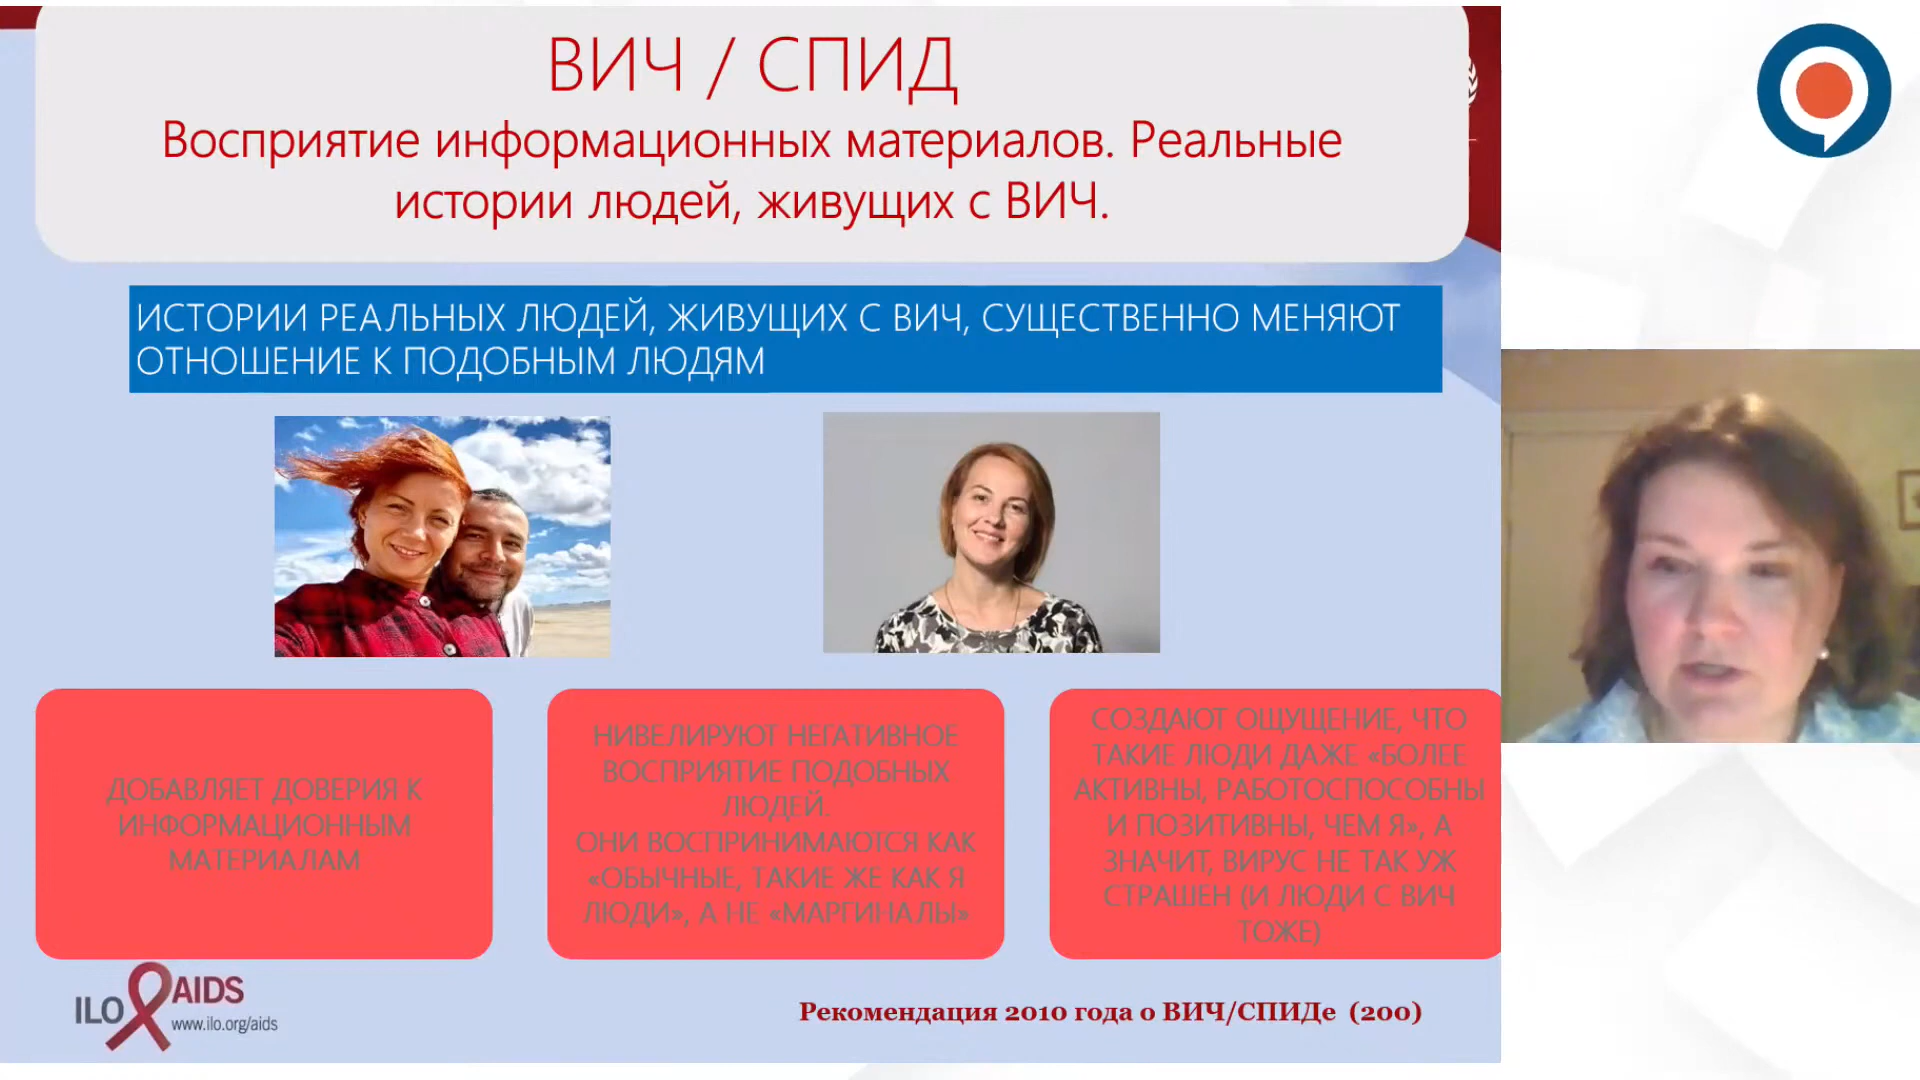 ВИЧ / СПИД
Восприятие информационных материалов. Реальные
истории людей, живущих с ВИЧ.
ИСТОРИИ РЕАЛЬНЫХ ЛЮДЕЙ, ЖИВУЩИХ С ВИЧ, СУЩЕСТВЕННО МЕНЯЮТ
ОТНОШЕНИЕ К ПОДОБНЫМ ЛЮДЯМ
ДОБАВЛЯЕТ ДОВЕРИЯ К
ИНФОРМАЦИОННЫМ
МАТЕРИАЛАМ
НИВЕЛИРУЮТ НЕГАТИВНОЕ
ВОСПРИЯТИЕ ПОДОБНЫХ
ЛЮДЕЙ.
ОНИ ВОСПРИНИМАЮТСЯ КАК
«ОБЫЧНЫЕ, ТАКИЕ ЖЕ КАК Я
ЛЮДИ», А НЕ «МАРГИНАЛЫ»
СОЗДАЮТ ОЩУЩЕНИЕ, ЧТО
ТАКИЕ ЛЮДИ ДАЖЕ «БОЛЕЕ
АКТИВНЫ, РАБОТОСПОСОБНЫ
И ПОЗИТИВНЫ, ЧЕМ Я», А
ЗНАЧИТ, ВИРУС НЕ ТАК УЖ
СТРАШЕН (И ЛЮДИ С ВИЧ
ТОЖЕ)
ILO AIDS
www.ilo.org/aids
Рекомендация 2010 года о ВИЧ/СПИДе (200)